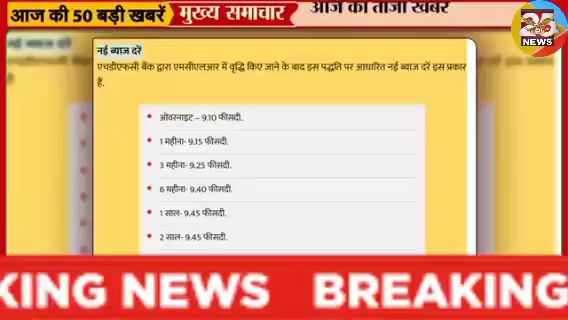 आज की 50 बड़ी खबरें
मुख्य समाचार
आज की ताजा खबर
NEWS
नई ब्याज दरें
एचडीएफसी बैंक द्वारा एमसीएलआर में वृद्धि किए जाने के बाद इस पद्धति पर आधारित नई ब्याज दरें इस प्रकार
हैं.
ओवरनाइट – 9.10 फीसदी.
1 महीना- 9.15 फीसदी.
3 महीना- 9.25 फीसदी.
6 महीना- 9.40 फीसदी.
1 साल- 9.45 फीसदी.
2 साल- 9.45 फीसदी.
KING NEWS BREAKING